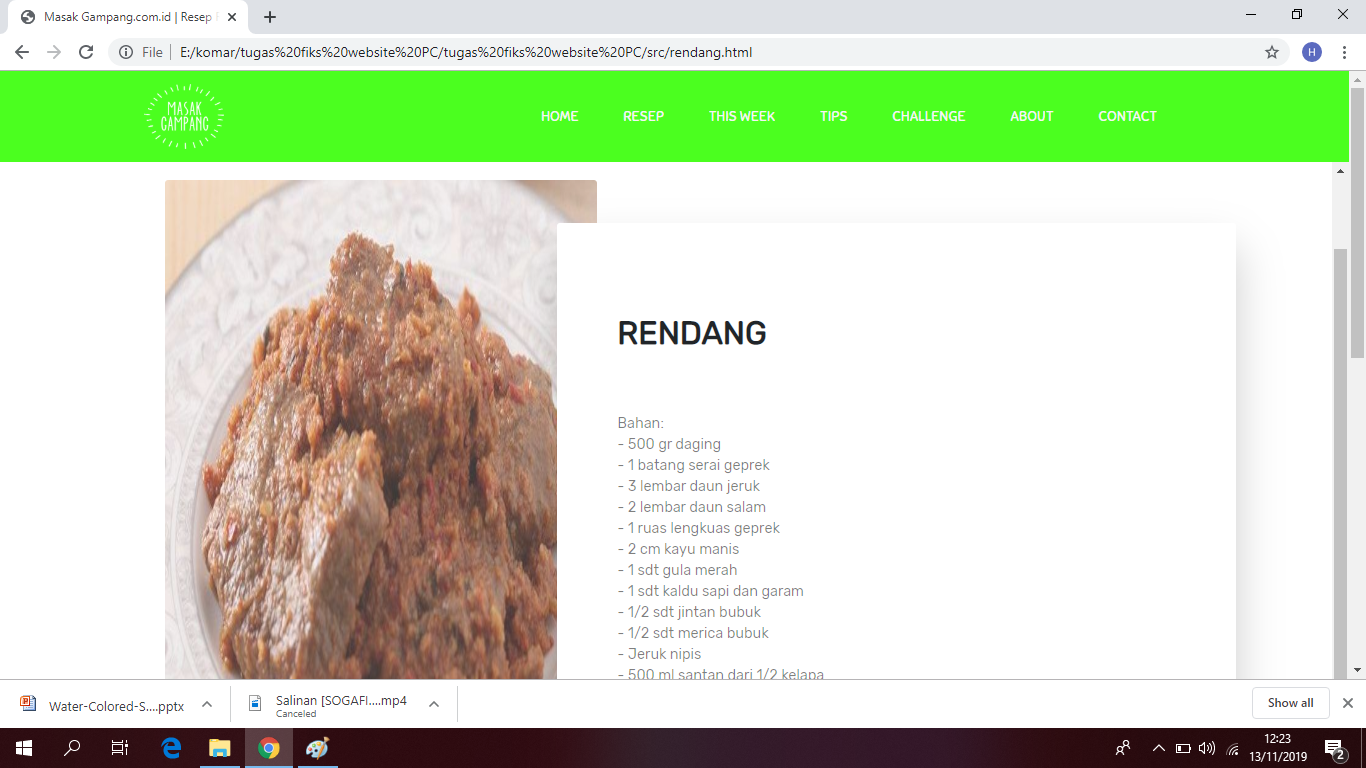 Masak Gampang.com.id | Resep
File
E:/komar/tugas%20fiks%20website%20PC/tugas%20fiks%20website%20PC/src/rendang.html
H
MASAK
GAMPANG
HOME
RESEP
THIS WEEK
TIPS
CHALLENGE
ABOUT
CONTACT
RENDANG
Bahan:
- 500 gr daging
- 1 batang serai geprek
- 3 lembar daun jeruk
- 2 lembar daun salam
- 1 ruas lengkuas geprek
- 2 cm kayu manis
- 1 sdt gula merah
- 1 sdt kaldu sapi dan garam
- 1/2 sdt jintan bubuk
- 1/2 sdt merica bubuk
- Jeruk nipis
- 500 ml santan dari 1/2 kelapa
Water-Colored-S....pptx
Salinan [SOGAFI....mp4
Canceled
Show all
12:23
13/11/2019
2